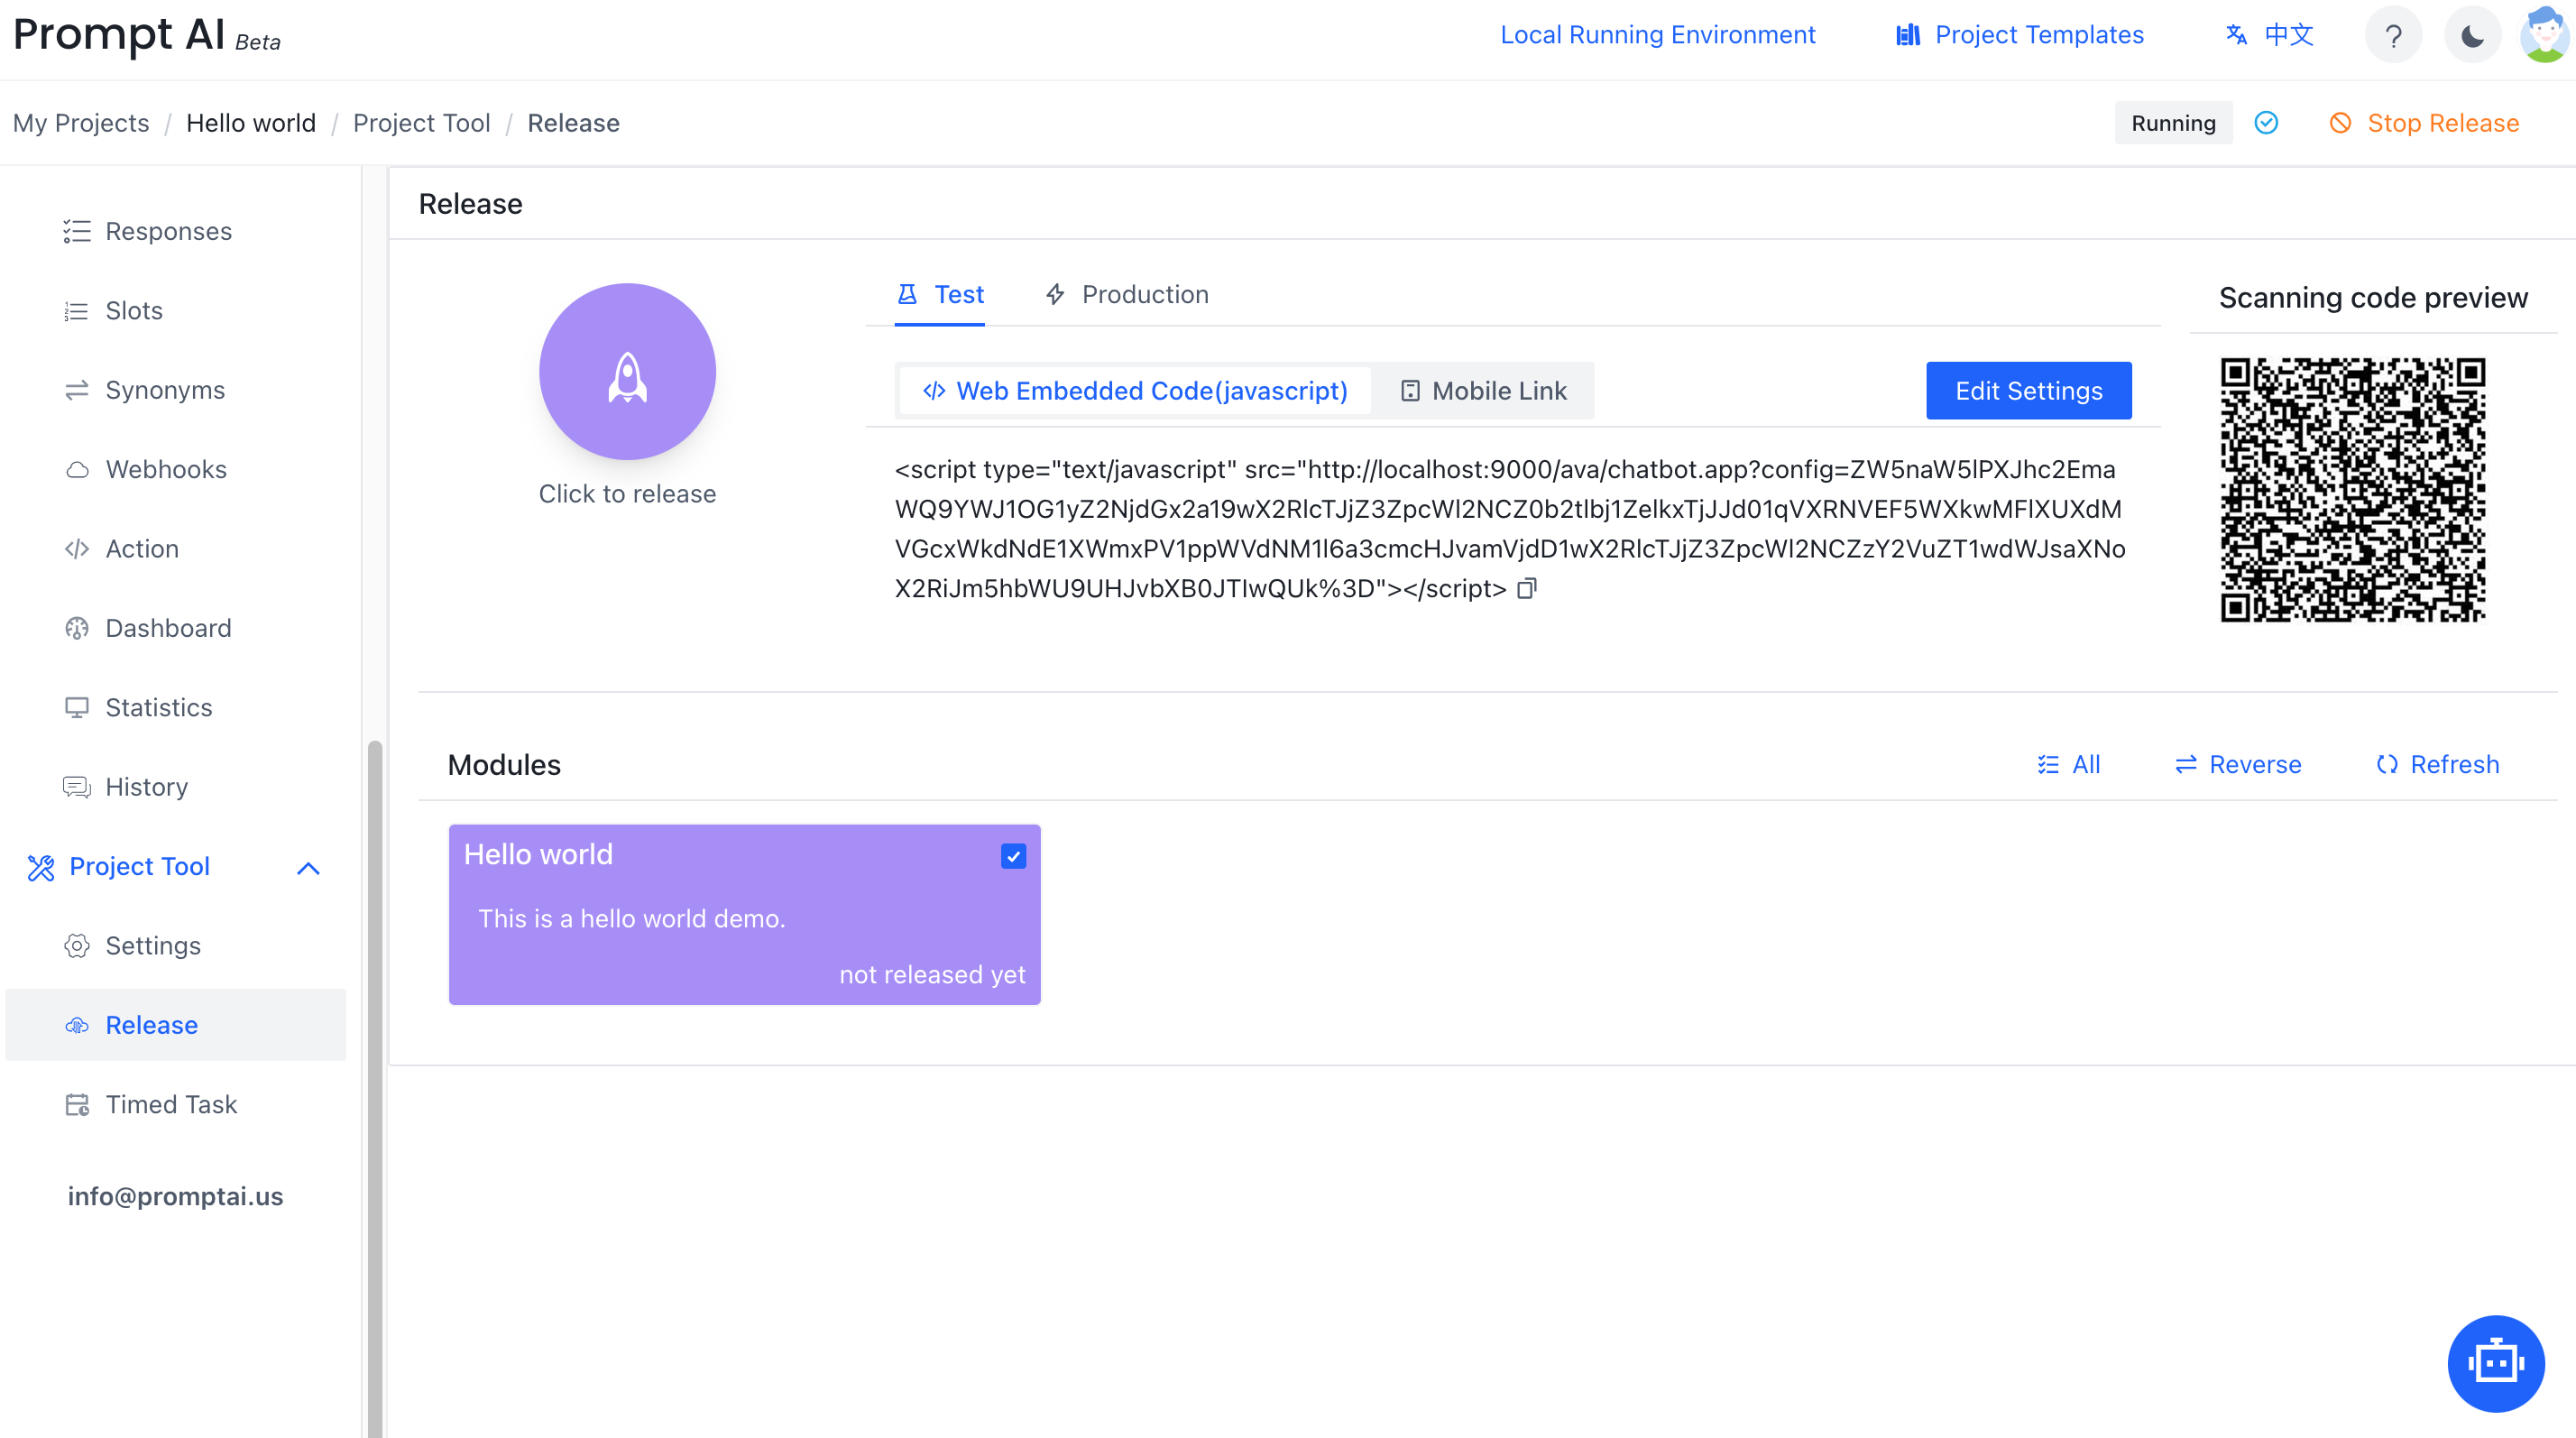 Prompt AI Beta
Local Running Environment
Project Templates
中文
?
My Projects / Hello world / Project Tool / Release
Running
Stop Release
Responses
Slots
Synonyms
Webhooks
Action
Dashboard
Statistics
History
Project Tool
Settings
Release
Timed Task
info@promptai.us
Release
Click to release
Test
Production
Web Embedded Code(javascript)
Mobile Link
Edit Settings
<script type="text/javascript" src="http://localhost:9000/ava/chatbot.app?config=ZW5naW5lPXJhc2Ema
WQ9YWJ1OG1yZ2NjdGx2a19wX2RlcTJjZ3ZpcWl2NCZ0b2tlbj1ZelkxTjJJd01qVXRNVEF5WXkwMFlXUXdM
VGcxWkdNdE1XWmxPV1ppWVdNM1l6a3cmcHJvamVjdD1wX2RlcTJjZ3ZpcWl2NCZzY2VuZT1wdWJsaXNo
X2RiJm5hbWU9UHJvbXB0JTIwQUk%3D"></script>
Scanning code preview
Modules
All
Reverse
Refresh
Hello world
This is a hello world demo.
not released yet